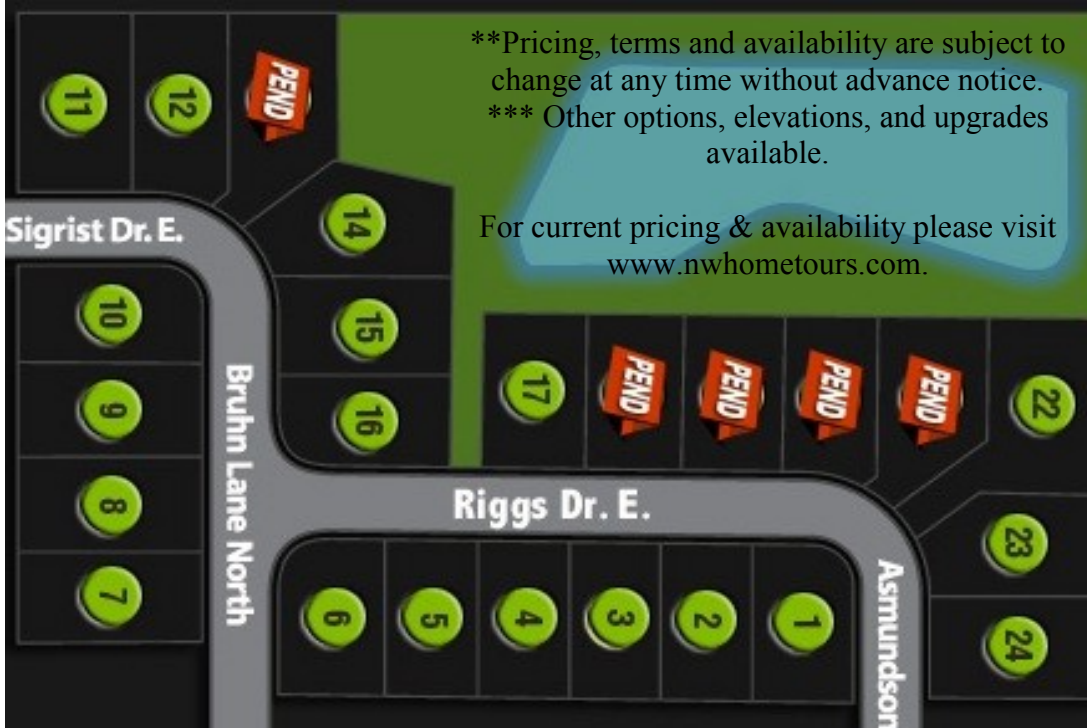 **Pricing, terms and availability are subject to
change at any time without advance notice.
*** Other options, elevations, and upgrades
available.
For current pricing & availability please visit
www.nwhometours.com.
11
12
PEND
14
Sigrist Dr. E.
10
15
9
16
Bruhn Lane North
17
PEND
PEND
PEND
PEND
22
8
Riggs Dr. E.
23
7
6
5
4
3
2
1
Asmundson
24